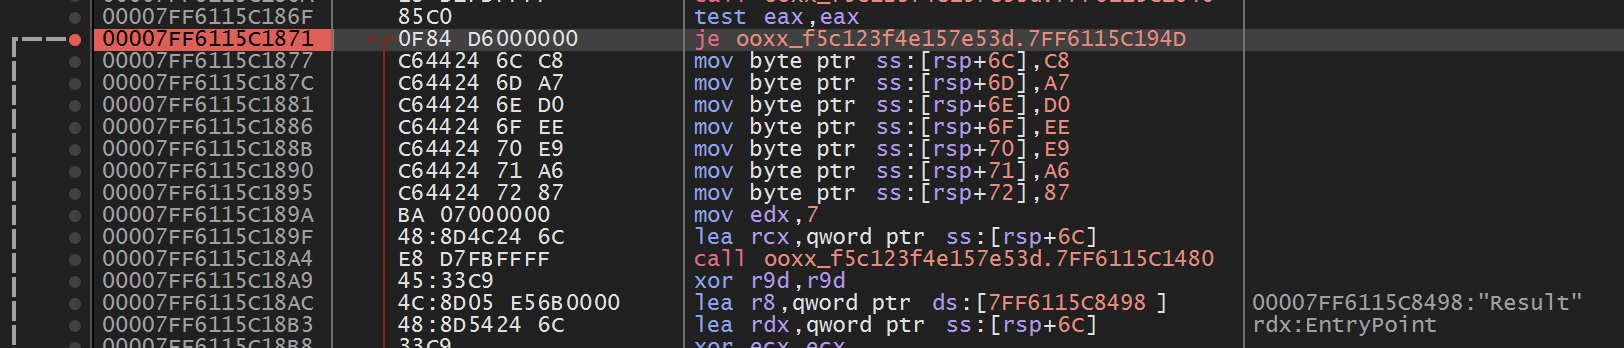 00007FF6115C186F 85C0 test eax,eax
00007FF6115C1871 0F84 D6000000 je ooxx_f5c123f4e157e53d.7FF6115C194D
00007FF6115C1877 C64424 6C C8 mov byte ptr ss:[rsp+6C],C8
00007FF6115C187C C64424 6D A7 mov byte ptr ss:[rsp+6D],A7
00007FF6115C1881 C64424 6E D0 mov byte ptr ss:[rsp+6E],D0
00007FF6115C1886 C64424 6F EE mov byte ptr ss:[rsp+6F],EE
00007FF6115C188B C64424 70 E9 mov byte ptr ss:[rsp+70],E9
00007FF6115C1890 C64424 71 A6 mov byte ptr ss:[rsp+71],A6
00007FF6115C1895 C64424 72 87 mov byte ptr ss:[rsp+72],87
00007FF6115C189A BA 07000000 mov edx,7
00007FF6115C189F 48:8D4C24 6C lea rcx,qword ptr ss:[rsp+6C]
00007FF6115C18A4 E8 D7FBFFFF call ooxx_f5c123f4e157e53d.7FF6115C1480
00007FF6115C18A9 45:33C9 xor r9d,r9d
00007FF6115C18AC 4C:8D05 E56B0000 lea r8,qword ptr ds:[7FF6115C8498 ] 00007FF6115C8498:"Result"
00007FF6115C18B3 48:8D5424 6C lea rdx,qword ptr ss:[rsp+6C] rdx:EntryPoint
00007FF6115C18B8 33C9 xor ecx,ecx